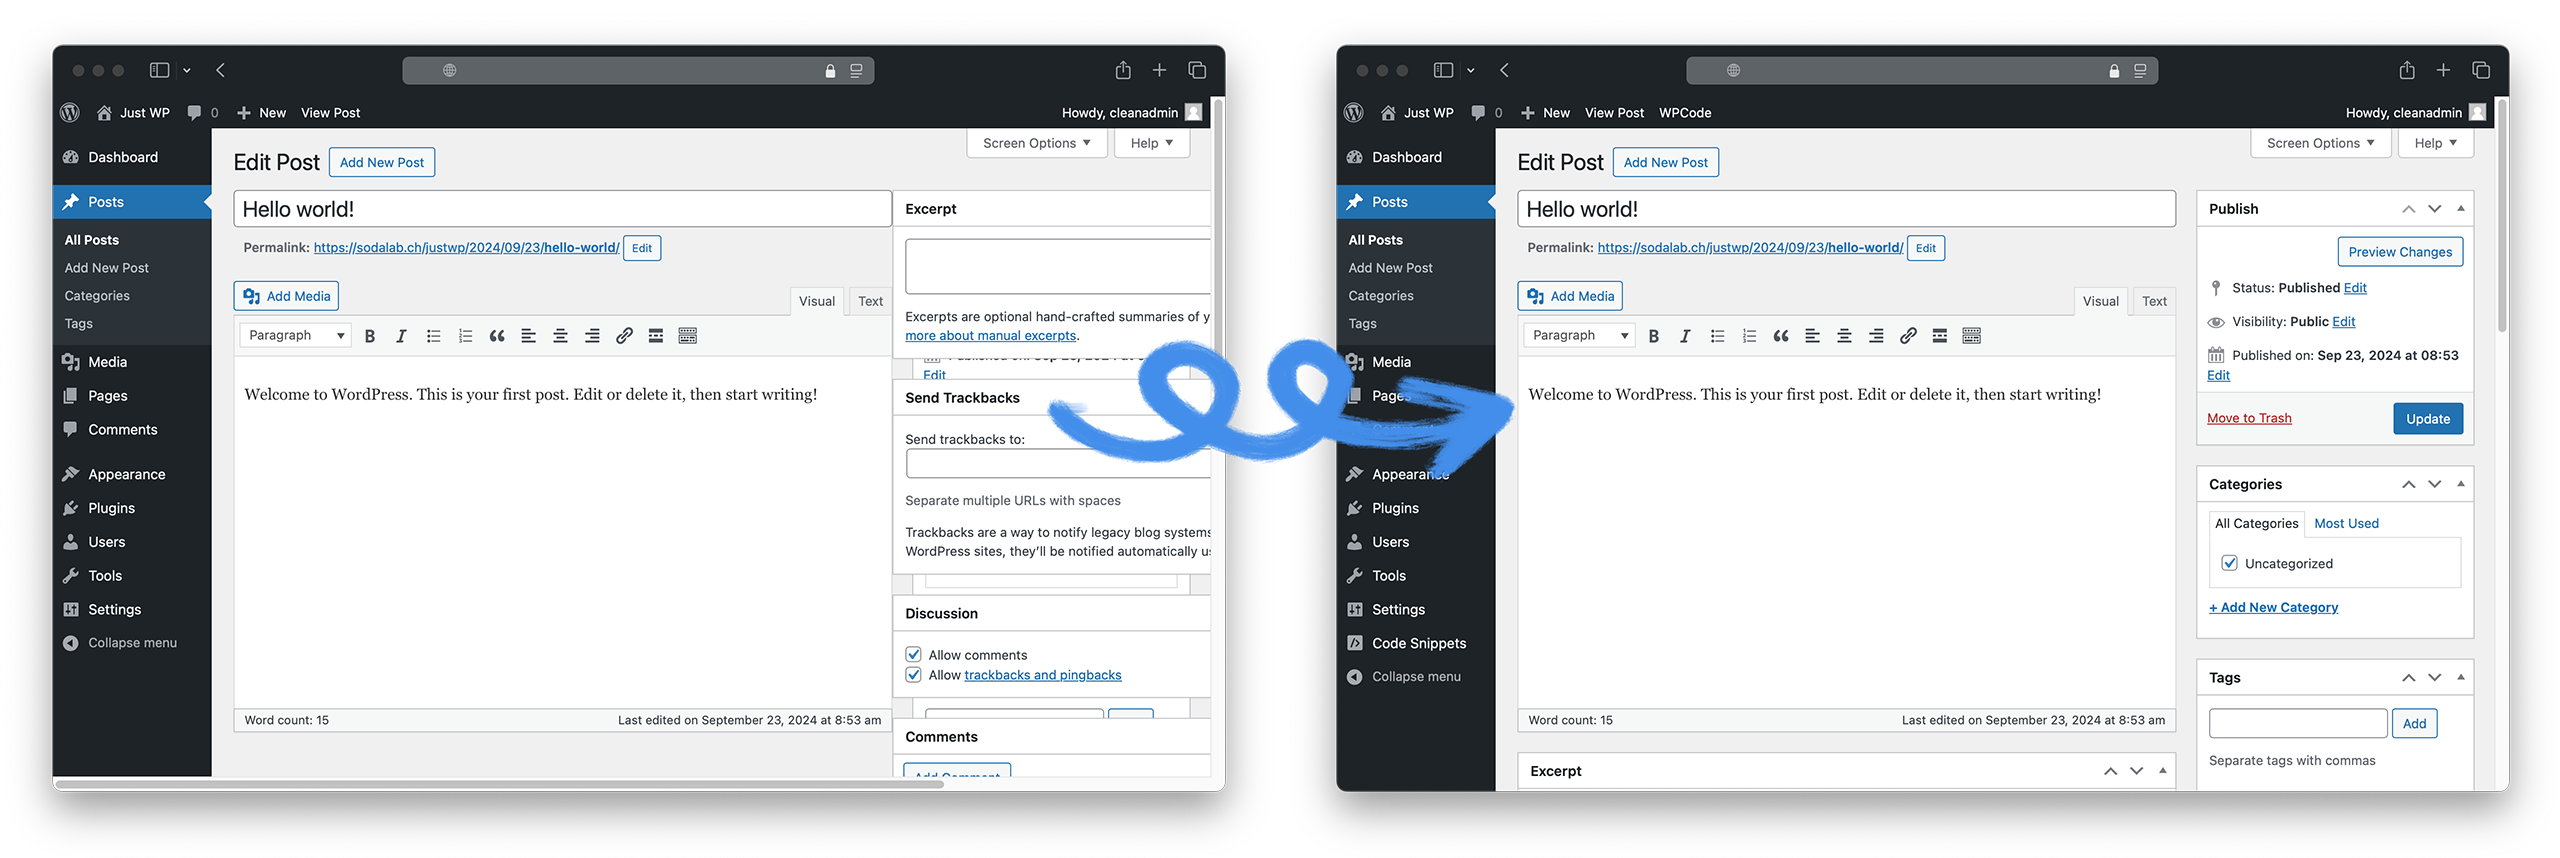 Just WP 0 New View Post Howdy, cleanadmin
Dashboard
Posts
All Posts
Add New Post
Categories
Tags
Media
Pages
Comments
Appearance
Plugins
Users
Tools
Settings
Collapse menu
Screen Options Help
Edit Post Add New Post
Hello world!
Permalink: https://sodalab.ch/justwp/2024/09/23/hello-world/ Edit
Add Media Visual Text
Paragraph
Welcome to WordPress. This is your first post. Edit or delete it, then start writing!
Word count: 15 Last edited on September 23, 2024 at 8:53 am
Excerpt
Excerpts are optional hand-crafted summaries of y
more about manual excerpts.
Edit
Send Trackbacks
Send trackbacks to:
Separate multiple URLs with spaces
Trackbacks are a way to notify legacy blog systems
WordPress sites, they'll be notified automatically u
Discussion
Allow comments
Allow trackbacks and pingbacks
Comments
Add Comment
Just WP 0 New View Post WPCode Howdy, cleanadmin
Dashboard
Posts
All Posts
Add New Post
Categories
Tags
Media
Pages
Appearance
Plugins
Users
Tools
Settings
Code Snippets
Collapse menu
Screen Options Help
Edit Post Add New Post
Hello world!
Permalink: https://sodalab.ch/justwp/2024/09/23/hello-world/ Edit
Add Media Visual Text
Paragraph
Welcome to WordPress. This is your first post. Edit or delete it, then start writing!
Word count: 15 Last edited on September 23, 2024 at 8:53 am
Excerpt
Publish
Preview Changes
Status: Published Edit
Visibility: Public Edit
Published on: Sep 23, 2024 at 08:53
Edit
Move to Trash Update
Categories
All Categories Most Used
Uncategorized
+ Add New Category
Tags
Add
Separate tags with commas